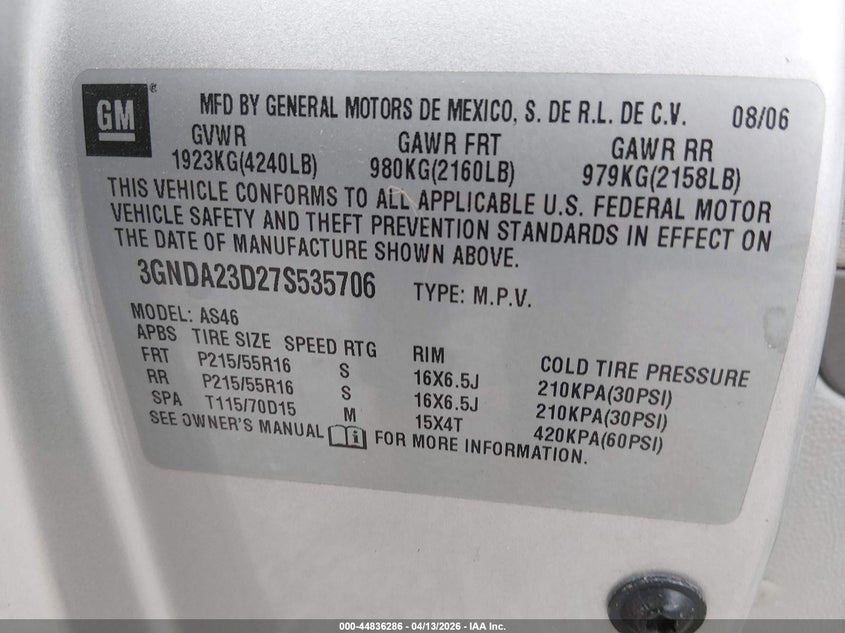 GM
MFD BY GENERAL MOTORS DE MEXICO, S. DE R.L. DE C.V. 08/06
GVWR GAWR FRT GAWR RR
1923KG(4240LB) 980KG(2160LB) 979KG(2158LB)
THIS VEHICLE CONFORMS TO ALL APPLICABLE U.S. FEDERAL MOTOR
VEHICLE SAFETY AND THEFT PREVENTION STANDARDS IN EFFECT ON
THE DATE OF MANUFACTURE SHOWN ABOVE.
3GNDA23D27S535706 TYPE: M.P.V.
MODEL: AS46
APBS TIRE SIZE SPEED RTG RIM COLD TIRE PRESSURE
FRT P215/55R16 S 16X6.5J 210KPA(30PSI)
RR P215/55R16 S 16X6.5J 210KPA(30PSI)
SPA T115/70D15 M 15X4T 420KPA(60PSI)
SEE OWNER'S MANUAL FOR MORE INFORMATION.
000-44836286 - 04/13/2026 - IAA Inc.